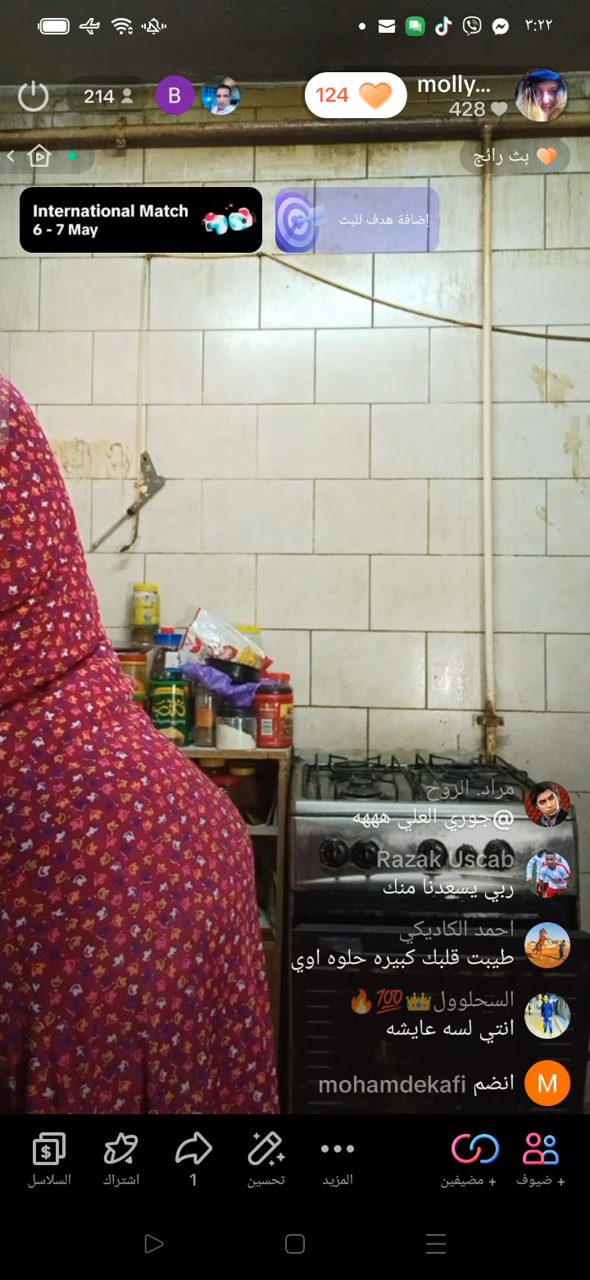 ٣:٢٢
molly...
428
124
B
214
بث رائج
International Match
6 - 7 May
إضافة هدف للبث
مراد. الروح
@جوري العلي هههه
Razak Uscab
ربي يسعدنا منك
احمد الكاديكي
طيبت قلبك كبيره حلوه اوي
السحلوول👑💯🔥
انتي لسه عايشه
M
mohamdekafi انضم
+ ضيوف
+ مضيفين
المزيد
تحسين
1
اشتراك
السلاسل